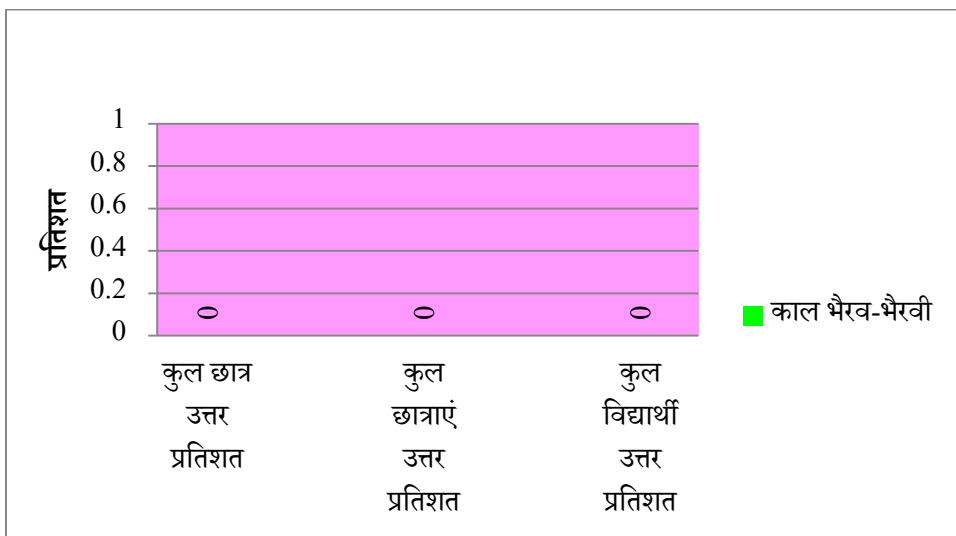 प्रतिशत
1
0.8
0.6
0.4
0.2
0
0
0
0
कुल छात्र
उत्तर
प्रतिशत
कुल
छात्राएं
उत्तर
प्रतिशत
कुल
विद्यार्थी
उत्तर
प्रतिशत
काल भैरव-भैरवी